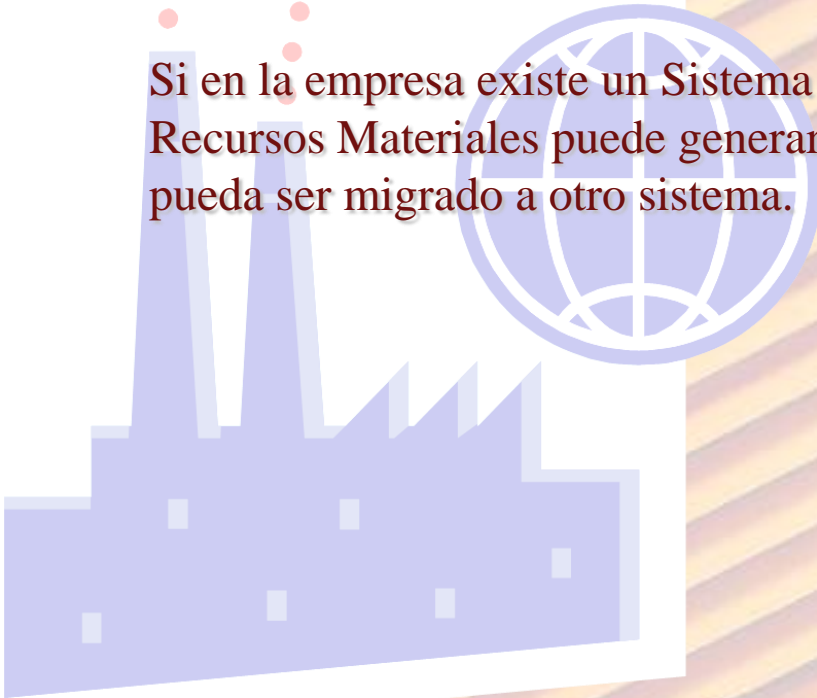 Si en la empresa existe un Sistema
Recursos Materiales puede generar
pueda ser migrado a otro sistema.